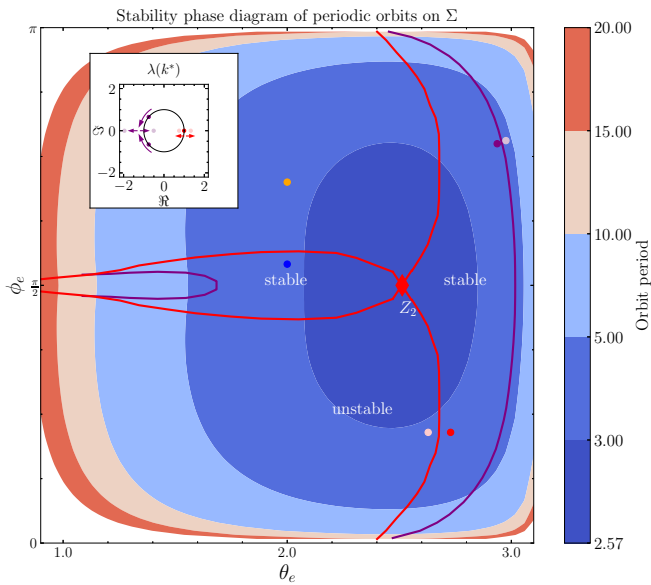 Stability phase diagram of periodic orbits on Σ
π
λ(k*)
2
ℑ 0
−2
−2 0 2
ℜ
ϕ_e
π/2
stable
stable
Z₂
unstable
0
1.0 2.0 3.0
θ_e
20.00
15.00
10.00
5.00
3.00
2.57
Orbit period